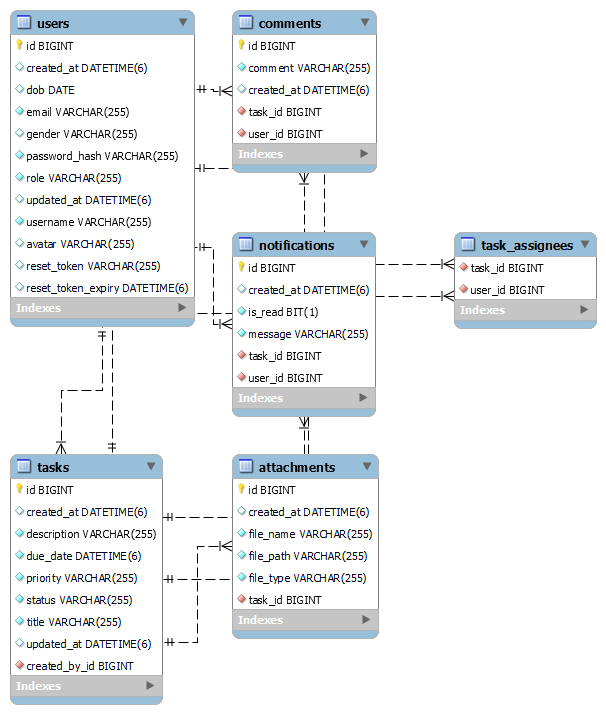 users
id BIGINT
created_at DATETIME(6)
dob DATE
email VARCHAR(255)
gender VARCHAR(255)
password_hash VARCHAR(255)
role VARCHAR(255)
updated_at DATETIME(6)
username VARCHAR(255)
avatar VARCHAR(255)
reset_token VARCHAR(255)
reset_token_expiry DATETIME(6)
Indexes
comments
id BIGINT
comment VARCHAR(255)
created_at DATETIME(6)
task_id BIGINT
user_id BIGINT
Indexes
notifications
id BIGINT
created_at DATETIME(6)
is_read BIT(1)
message VARCHAR(255)
task_id BIGINT
user_id BIGINT
Indexes
task_assignees
task_id BIGINT
user_id BIGINT
Indexes
tasks
id BIGINT
created_at DATETIME(6)
description VARCHAR(255)
due_date DATETIME(6)
priority VARCHAR(255)
status VARCHAR(255)
title VARCHAR(255)
updated_at DATETIME(6)
created_by_id BIGINT
Indexes
attachments
id BIGINT
created_at DATETIME(6)
file_name VARCHAR(255)
file_path VARCHAR(255)
file_type VARCHAR(255)
task_id BIGINT
Indexes